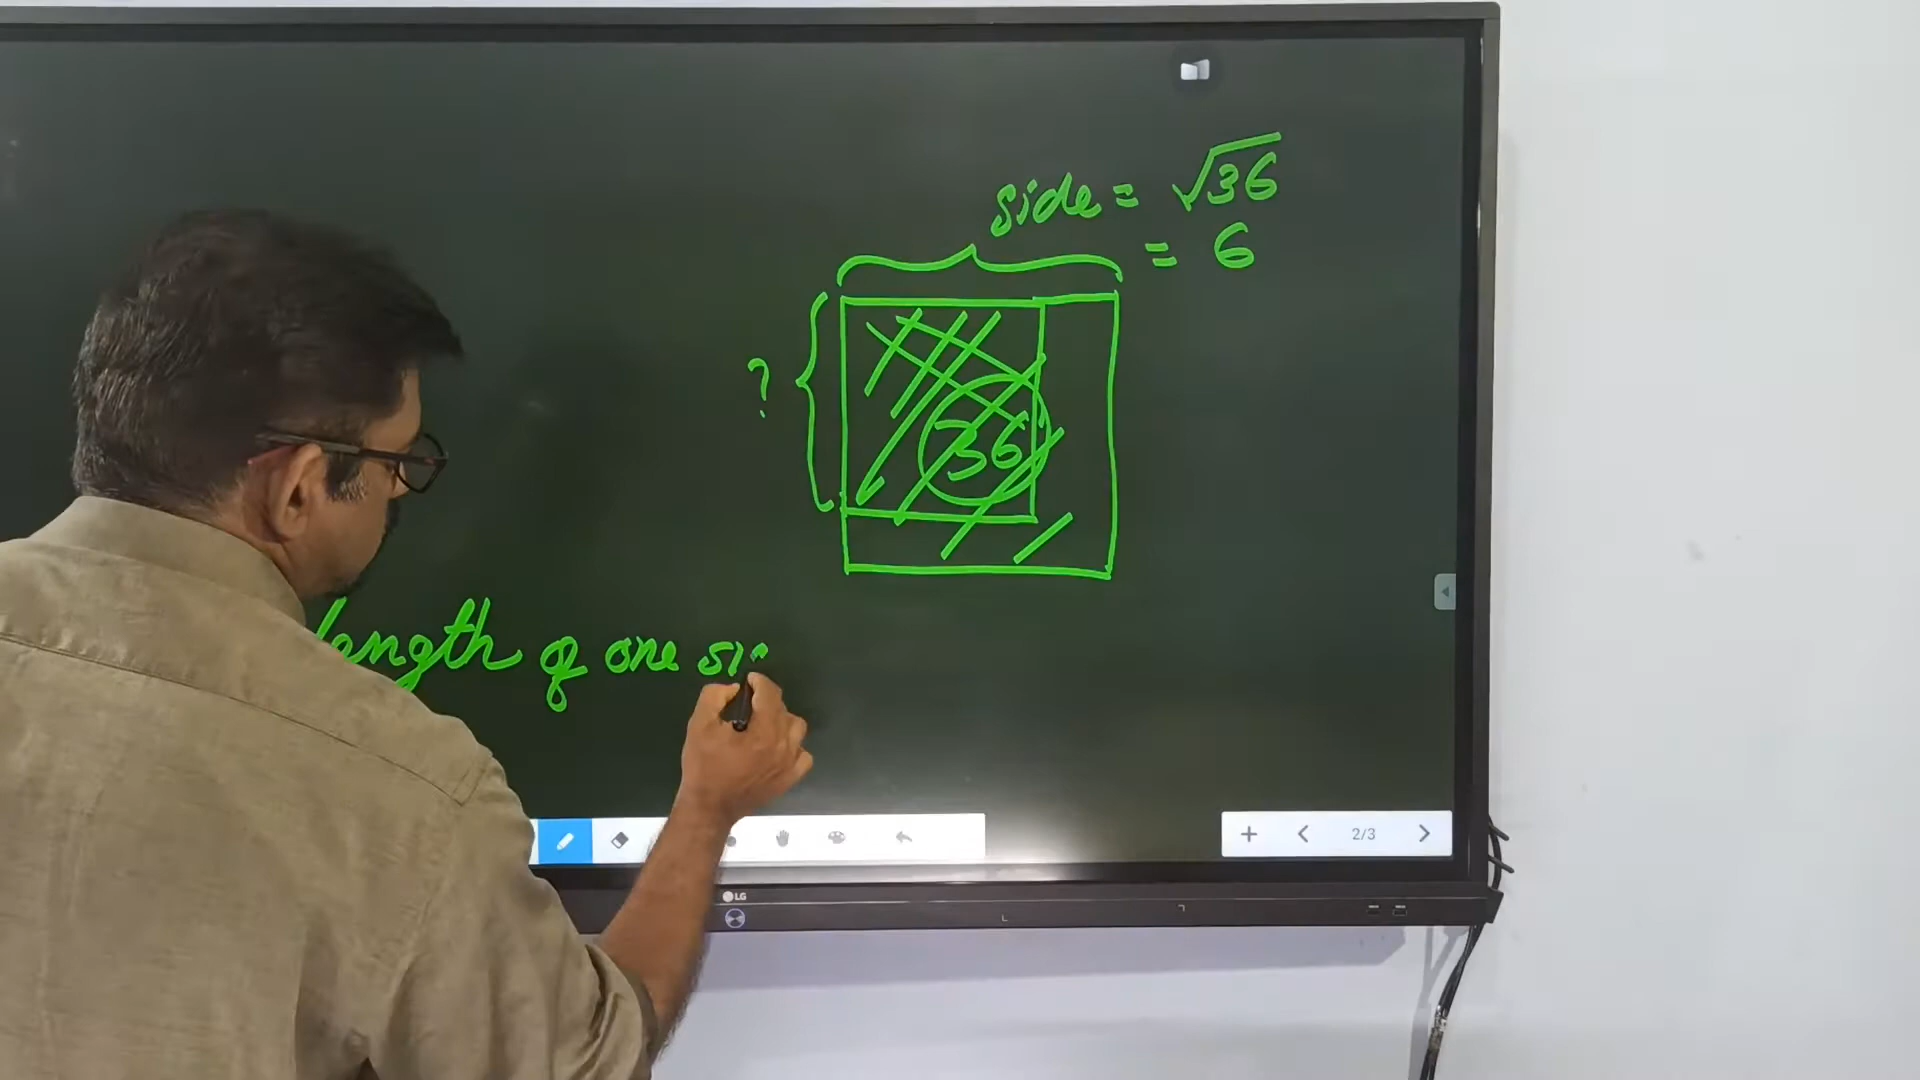 side = √36
= 6
?
36
length of one si
2/3
LG